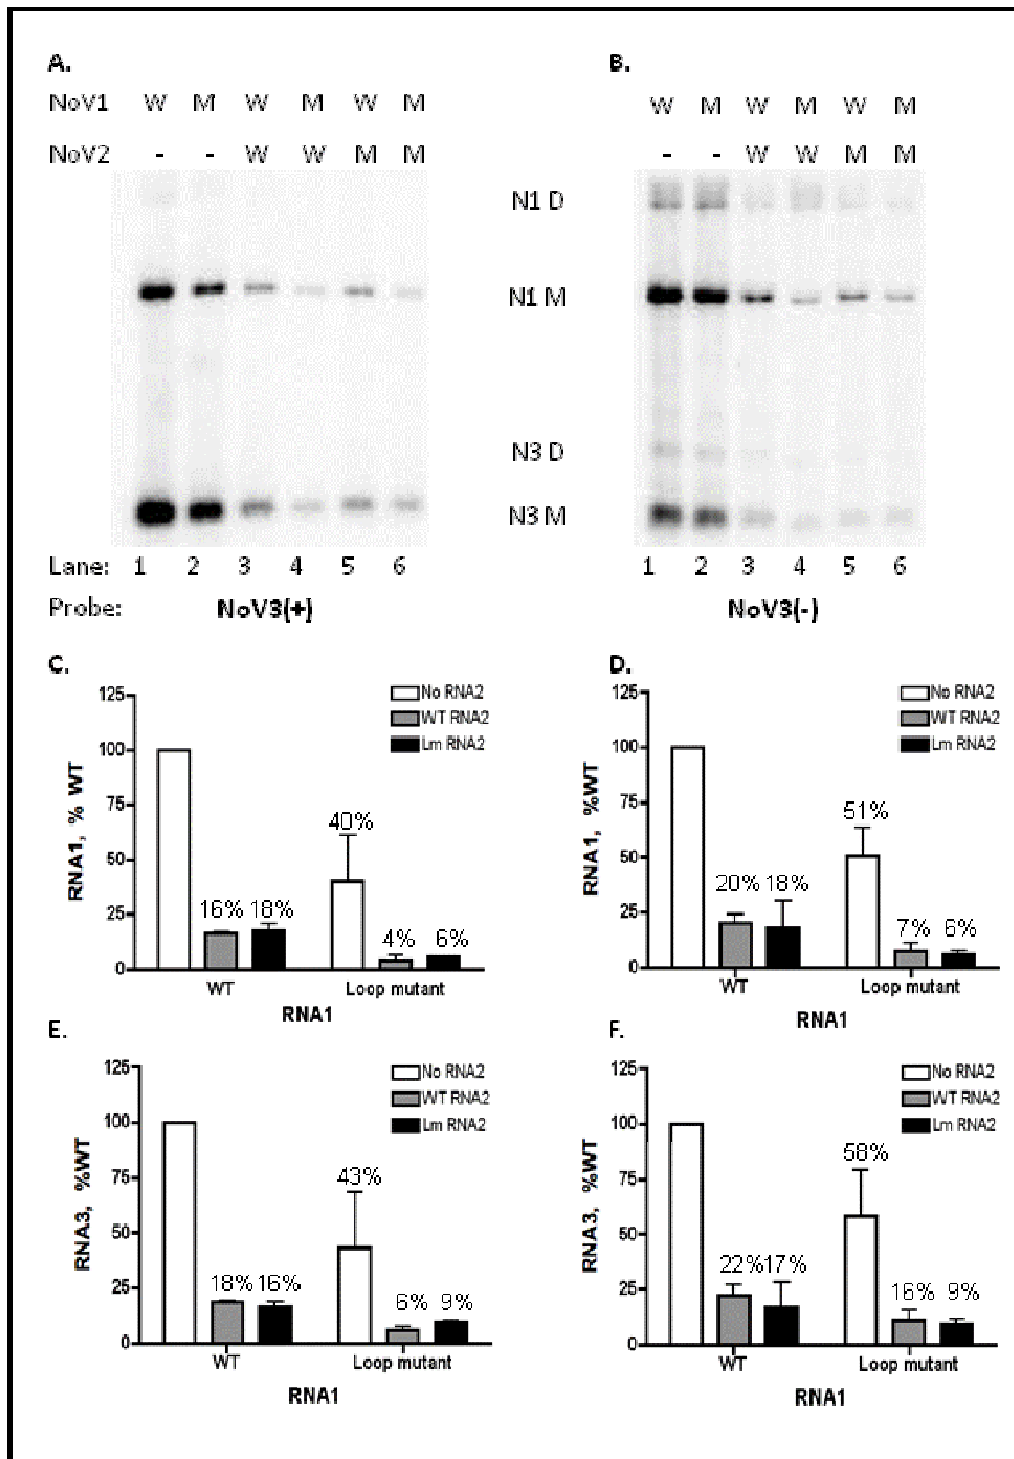 A.
NoV1 W M W M W M
NoV2 - - W W M M
Lane: 1 2 3 4 5 6
Probe: NoV3(+)
B.
W M W M W M
- - W W M M
N1 D
N1 M
N3 D
N3 M
1 2 3 4 5 6
NoV3(-)
C.
RNA1, % WT
125
100
75
50
25
0
No RNA2
WT RNA2
Lm RNA2
16% 18%
40%
4% 6%
WT Loop mutant
RNA1
D.
RNA1, %WT
125
100
75
50
25
0
No RNA2
WT RNA2
Lm RNA2
20% 18%
51%
7% 6%
WT Loop mutant
RNA1
E.
RNA3, %WT
125
100
75
50
25
0
No RNA2
WT RNA2
Lm RNA2
18% 16%
43%
6% 9%
WT Loop mutant
RNA1
F.
RNA3, %WT
125
100
75
50
25
0
No RNA2
WT RNA2
Lm RNA2
22% 17%
58%
16% 9%
WT Loop mutant
RNA1